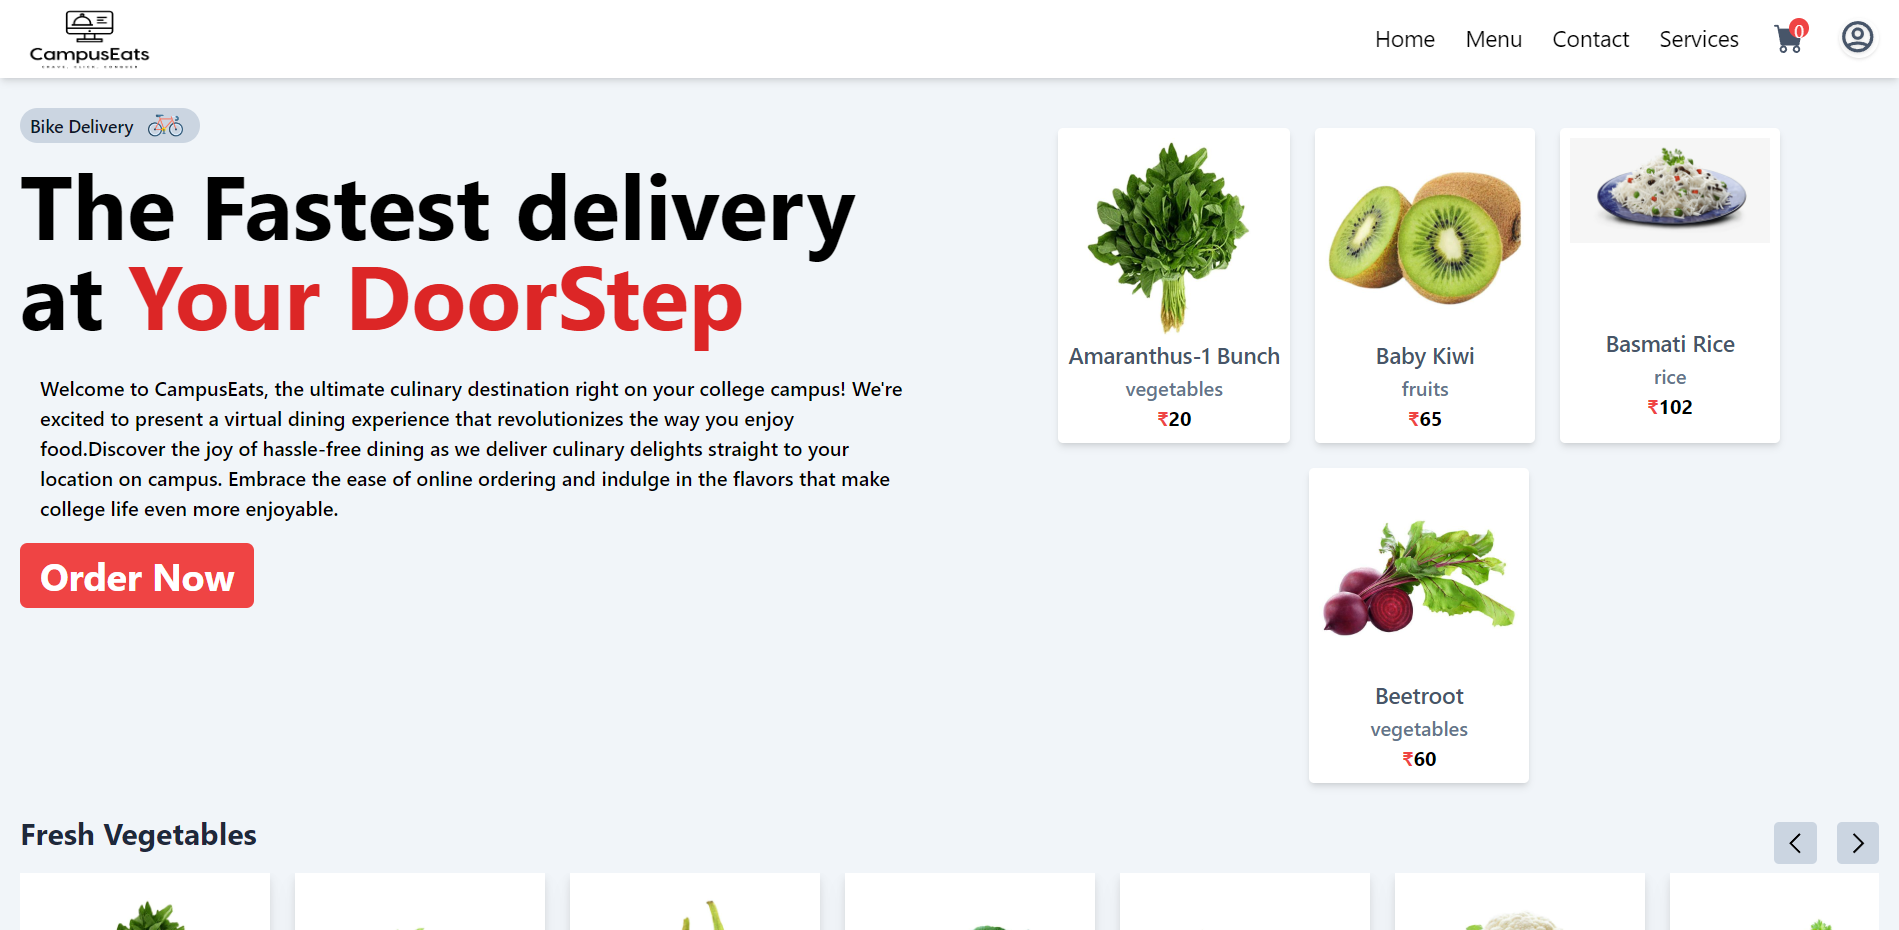 CampusEats
Home Menu Contact Services 0
Bike Delivery
The Fastest delivery
at Your DoorStep
Welcome to CampusEats, the ultimate culinary destination right on your college campus! We're
excited to present a virtual dining experience that revolutionizes the way you enjoy
food.Discover the joy of hassle-free dining as we deliver culinary delights straight to your
location on campus. Embrace the ease of online ordering and indulge in the flavors that make
college life even more enjoyable.
Order Now
Amaranthus-1 Bunch
vegetables
₹20
Baby Kiwi
fruits
₹65
Basmati Rice
rice
₹102
Beetroot
vegetables
₹60
Fresh Vegetables